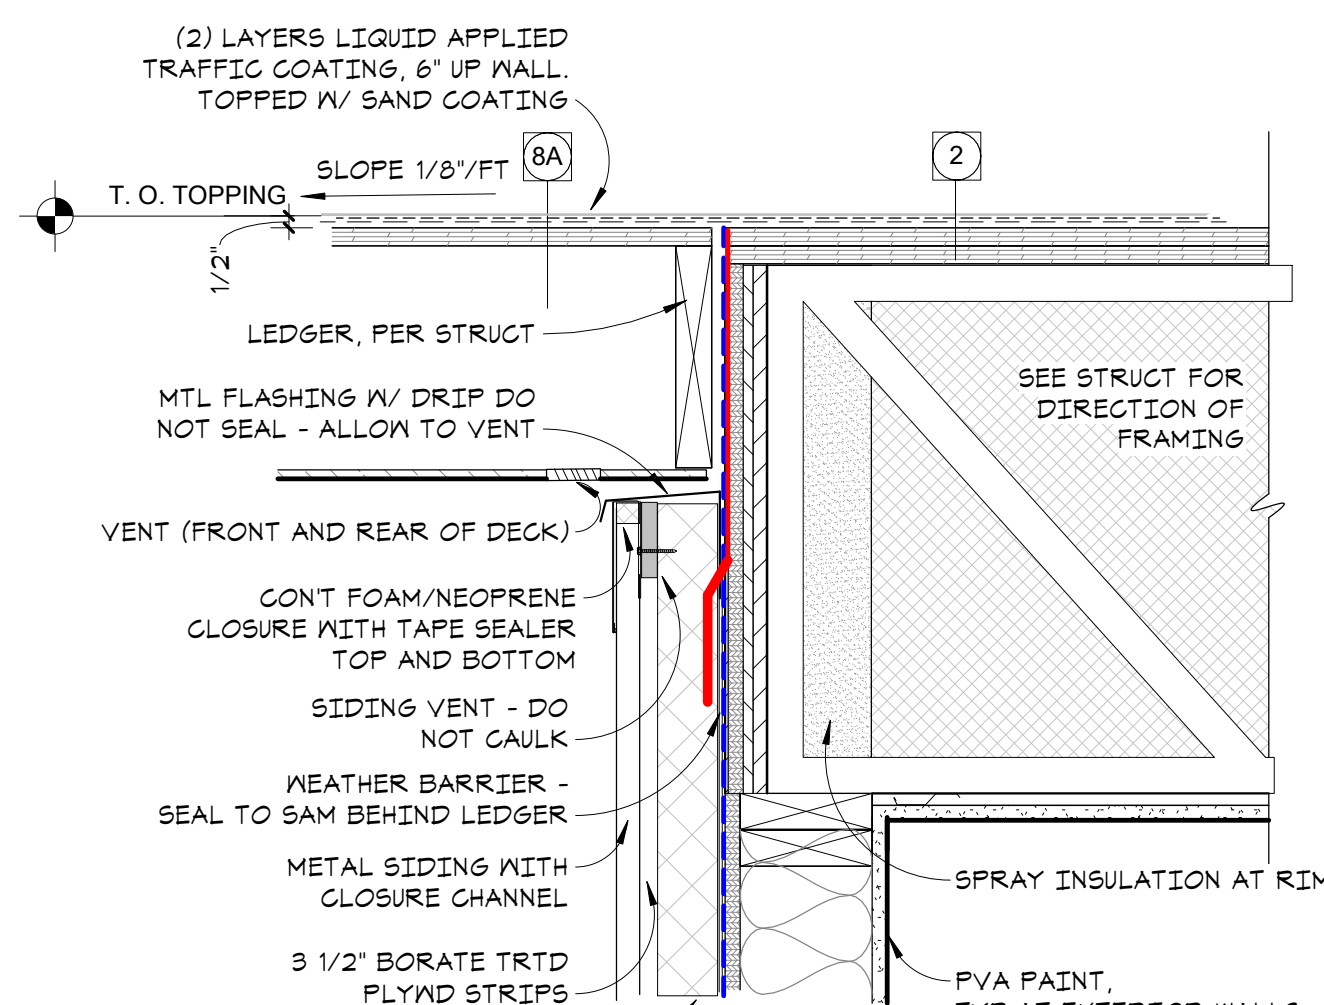 (2) LAYERS LIQUID APPLIED
TRAFFIC COATING, 6" UP WALL.
TOPPED W/ SAND COATING
8A
2
SLOPE 1/8"/FT
T. O. TOPPING
1/2"
LEDGER, PER STRUCT
SEE STRUCT FOR
DIRECTION OF
FRAMING
MTL FLASHING W/ DRIP DO
NOT SEAL - ALLOW TO VENT
VENT (FRONT AND REAR OF DECK)
CON'T FOAM/NEOPRENE
CLOSURE WITH TAPE SEALER
TOP AND BOTTOM
SIDING VENT - DO
NOT CAULK
WEATHER BARRIER -
SEAL TO SAM BEHIND LEDGER
METAL SIDING WITH
CLOSURE CHANNEL
SPRAY INSULATION AT RIM
3 1/2" BORATE TRTD
PLYWD STRIPS
PVA PAINT,